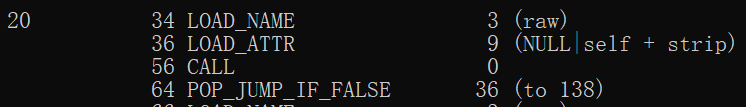 20 34 LOAD_NAME 3 (raw)
36 LOAD_ATTR 9 (NULL|self + strip)
56 CALL 0
64 POP_JUMP_IF_FALSE 36 (to 138)